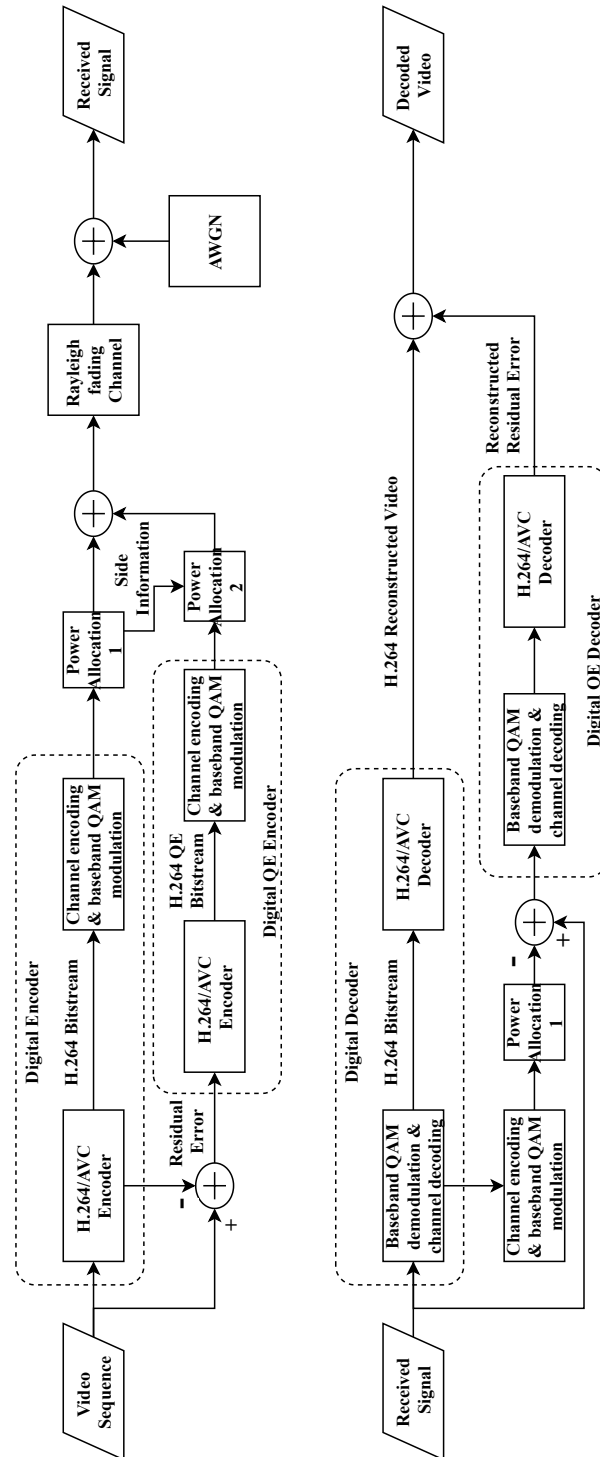 Video
Sequence
H.264/AVC
Encoder
Digital Encoder
H.264 Bitstream
Channel encoding
& baseband QAM
modulation
Power
Allocation
1
Side
Information
Rayleigh
fading
Channel
AWGN
Received
Signal
-
+
Residual
Error
H.264/AVC
Encoder
H.264 QE
Bitstream
Channel encoding
& baseband QAM
modulation
Digital QE Encoder
Power
Allocation
2
Received
Signal
Baseband QAM
demodulation &
channel decoding
Digital Decoder
H.264 Bitstream
H.264/AVC
Decoder
H.264 Reconstructed Video
Decoded
Video
Channel encoding
& baseband QAM
modulation
Power
Allocation
1
-
+
Baseband QAM
demodulation &
channel decoding
H.264/AVC
Decoder
Digital QE Decoder
Reconstructed
Residual Error